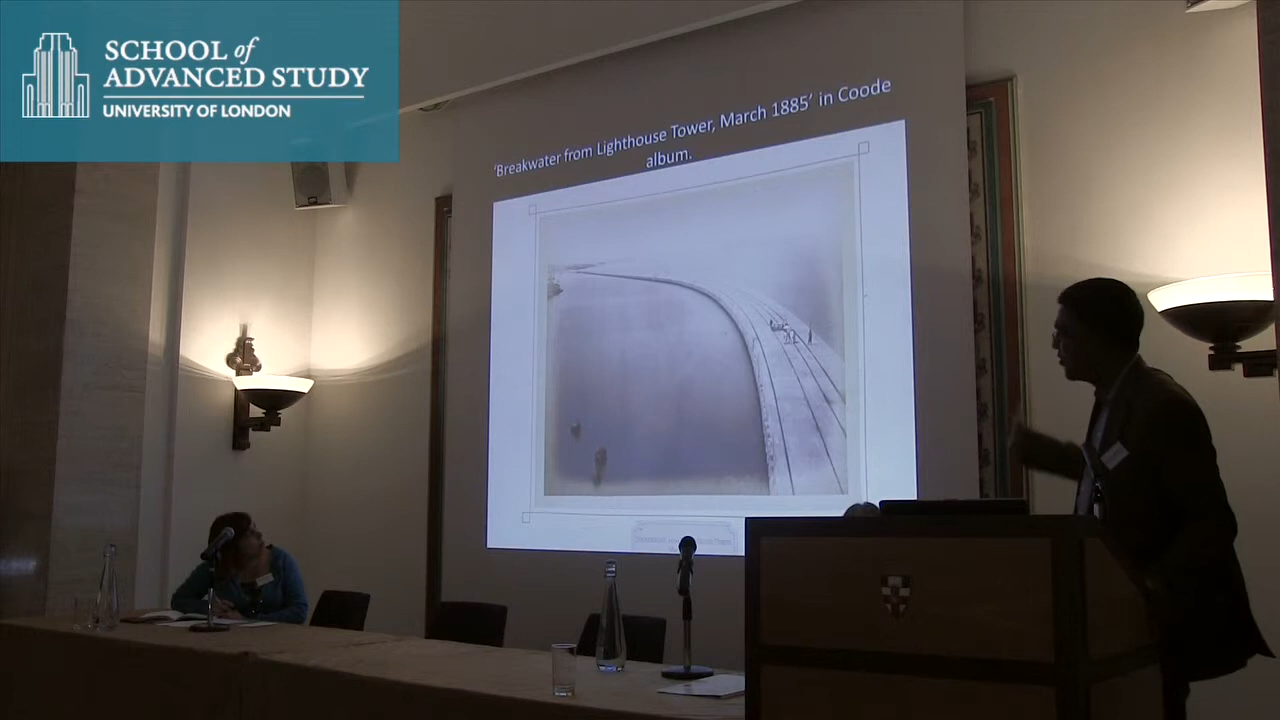 SCHOOL of
ADVANCED STUDY
UNIVERSITY OF LONDON
‘Breakwater from Lighthouse Tower, March 1885’ in Coode
album.